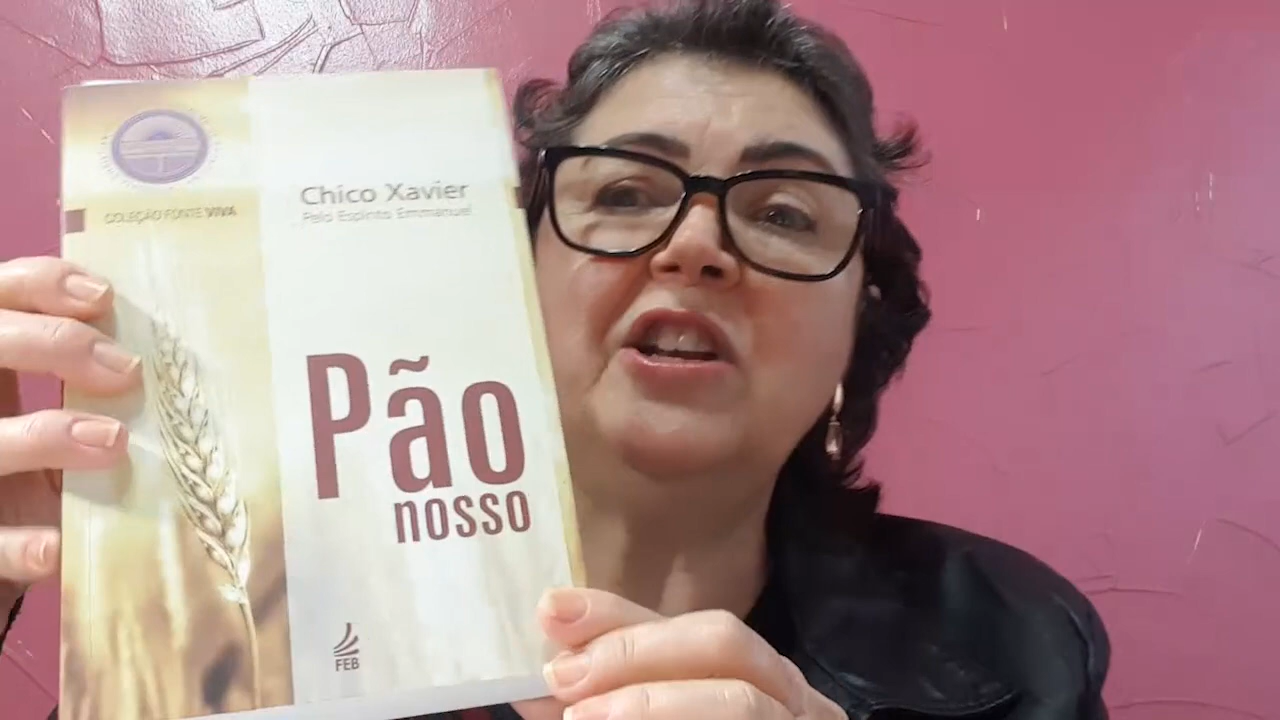 COLEÇÃO FONTE VIVA
Chico Xavier
Pelo Espírito Emmanuel
Pão
nosso
FEB